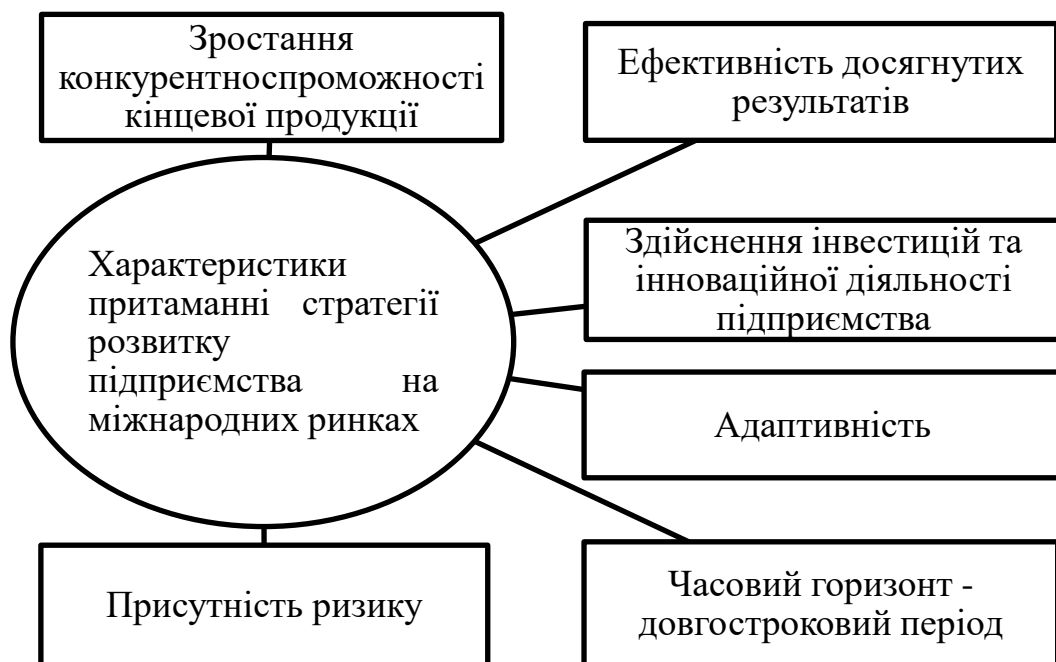 Зростання
конкурентноспроможності
кінцевої продукції
Ефективність досягнутих
результатів
Характеристики
притаманні стратегії
розвитку
підприємства на
міжнародних ринках
Здійснення інвестицій та
інноваційної діяльності
підприємства
Адаптивність
Присутність ризику
Часовий горизонт -
довгостроковий період